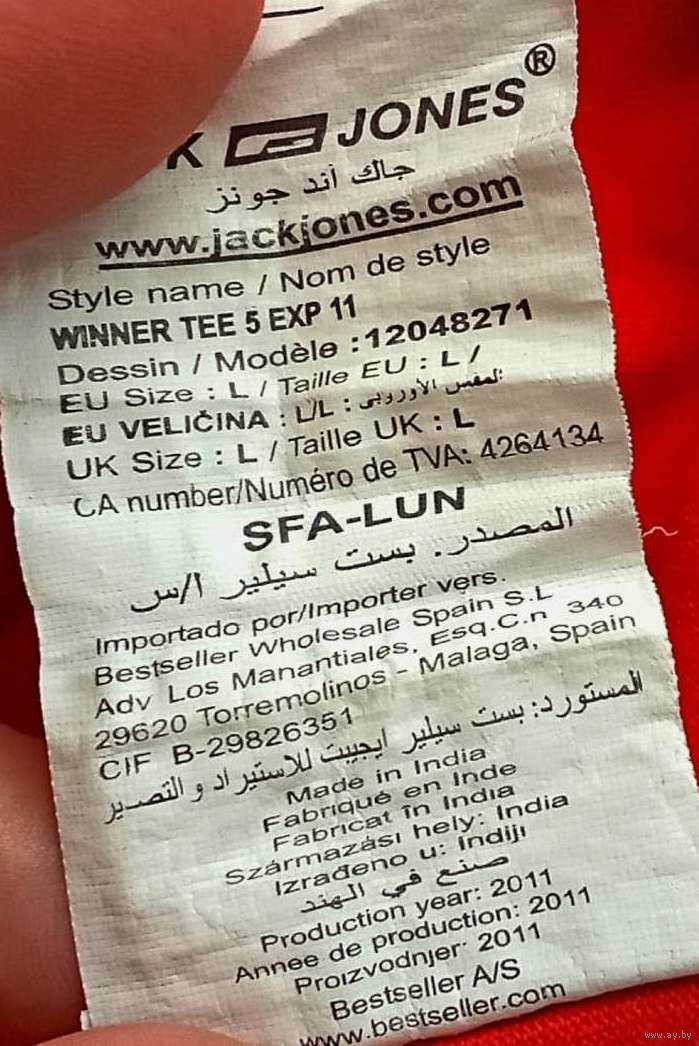 K JONES®
جاك أند جونز
www.jackjones.com
Style name / Nom de style
WINNER TEE 5 EXP 11
Dessin / Modèle :12048271
EU Size : L / Taille EU : L /
EU VELIČINA : L/L : المقس الأوروبى:
UK Size : L / Taille UK : L
CA number/Numéro de TVA: 4264134
SFA-LUN
المصدر. بست سيلير ا/س
Importado por/Importer vers.
Bestseller Wholesale Spain S.L
Adv Los Manantiales, Esq.C.n 340
29620 Torremolinos - Malaga, Spain
CIF B-29826351
المستورد: بست سيلير ايجيبت للاستيراد و التصدير
Made in India
Fabriqué en Inde
Fabricat în India
Származási hely: India
Izrađeno u: Indiji
صنع في الهند
Production year: 2011
Annee de production: 2011
Proizvodnjer: 2011
Bestseller A/S
www.bestseller.com
www.ay.by